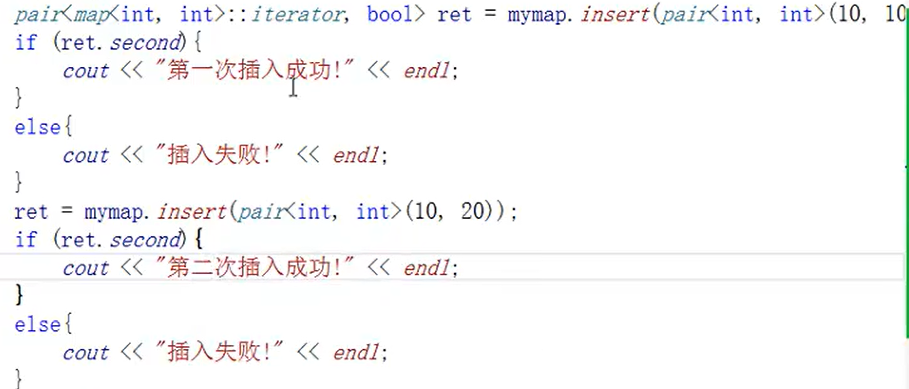 pair<map<int, int>::iterator, bool> ret = mymap.insert(pair<int, int>(10, 10
if (ret.second){
cout << "第一次插入成功!" << endl;
}
else{
cout << "插入失败!" << endl;
}
ret = mymap.insert(pair<int, int>(10, 20));
if (ret.second){
cout << "第二次插入成功!" << endl;
}
else{
cout << "插入失败!" << endl;
}